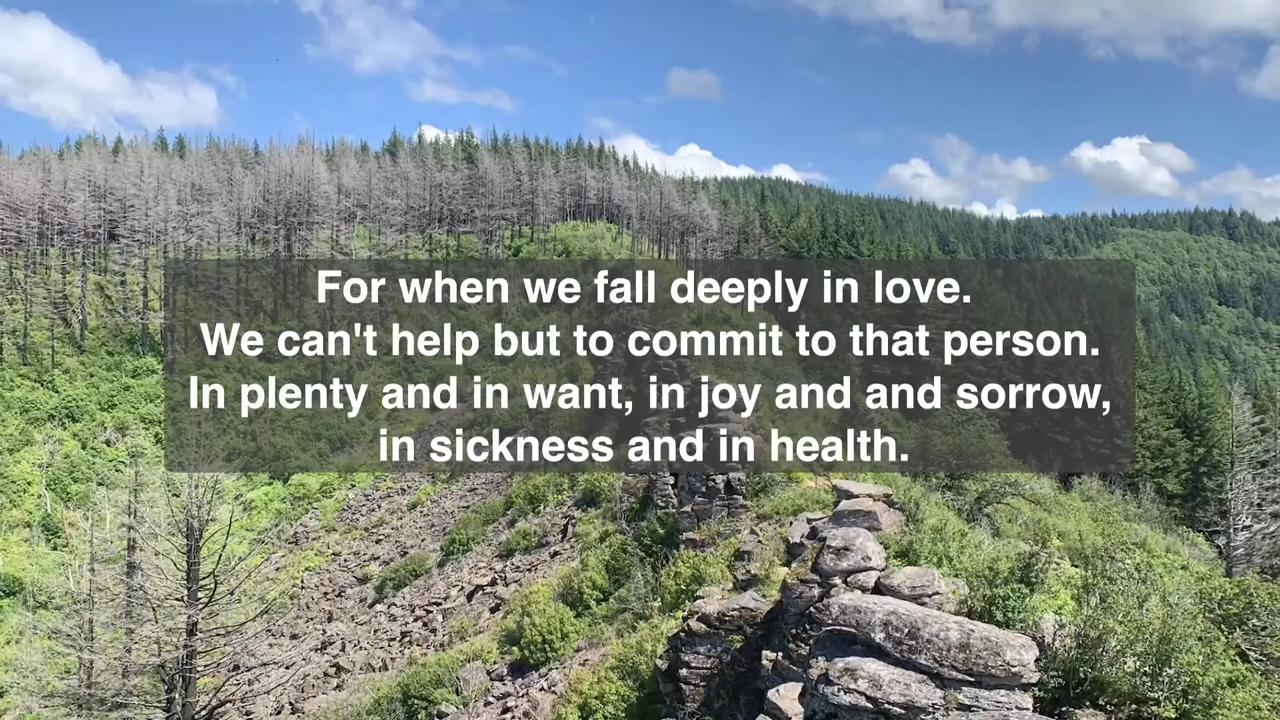 For when we fall deeply in love.
We can't help but to commit to that person.
In plenty and in want, in joy and and sorrow,
in sickness and in health.